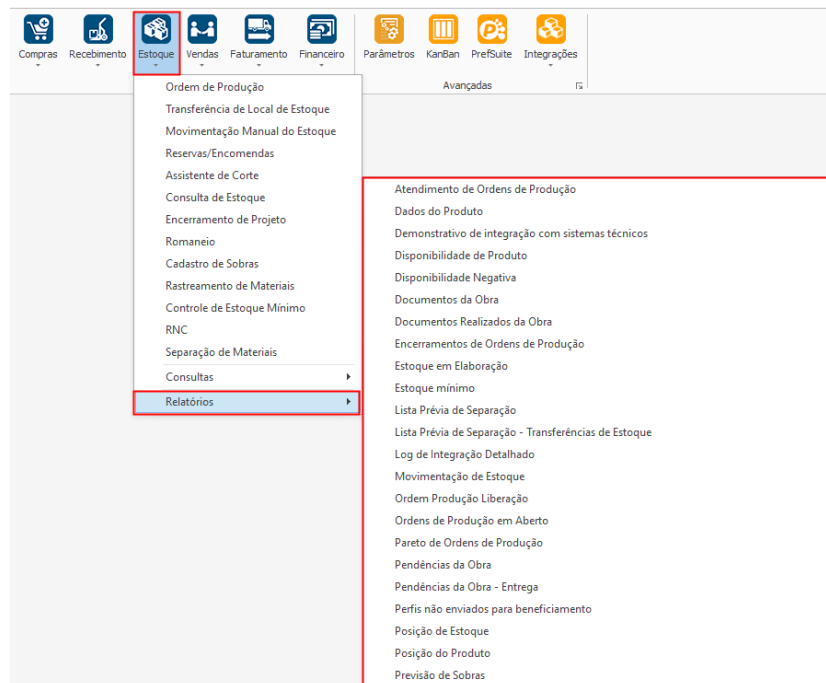 Compras Recebimento Estoque Vendas Faturamento Financeiro Parâmetros KanBan PrefSuite Integrações
Avançadas
Ordem de Produção
Transferência de Local de Estoque
Movimentação Manual do Estoque
Reservas/Encomendas
Assistente de Corte
Consulta de Estoque
Encerramento de Projeto
Romaneio
Cadastro de Sobras
Rastreamento de Materiais
Controle de Estoque Mínimo
RNC
Separação de Materiais
Consultas
Relatórios
Atendimento de Ordens de Produção
Dados do Produto
Demonstrativo de integração com sistemas técnicos
Disponibilidade de Produto
Disponibilidade Negativa
Documentos da Obra
Documentos Realizados da Obra
Encerramentos de Ordens de Produção
Estoque em Elaboração
Estoque mínimo
Lista Prévia de Separação
Lista Prévia de Separação - Transferências de Estoque
Log de Integração Detalhado
Movimentação de Estoque
Ordem Produção Liberação
Ordens de Produção em Aberto
Pareto de Ordens de Produção
Pendências da Obra
Pendências da Obra - Entrega
Perfis não enviados para beneficiamento
Posição de Estoque
Posição do Produto
Previsão de Sobras